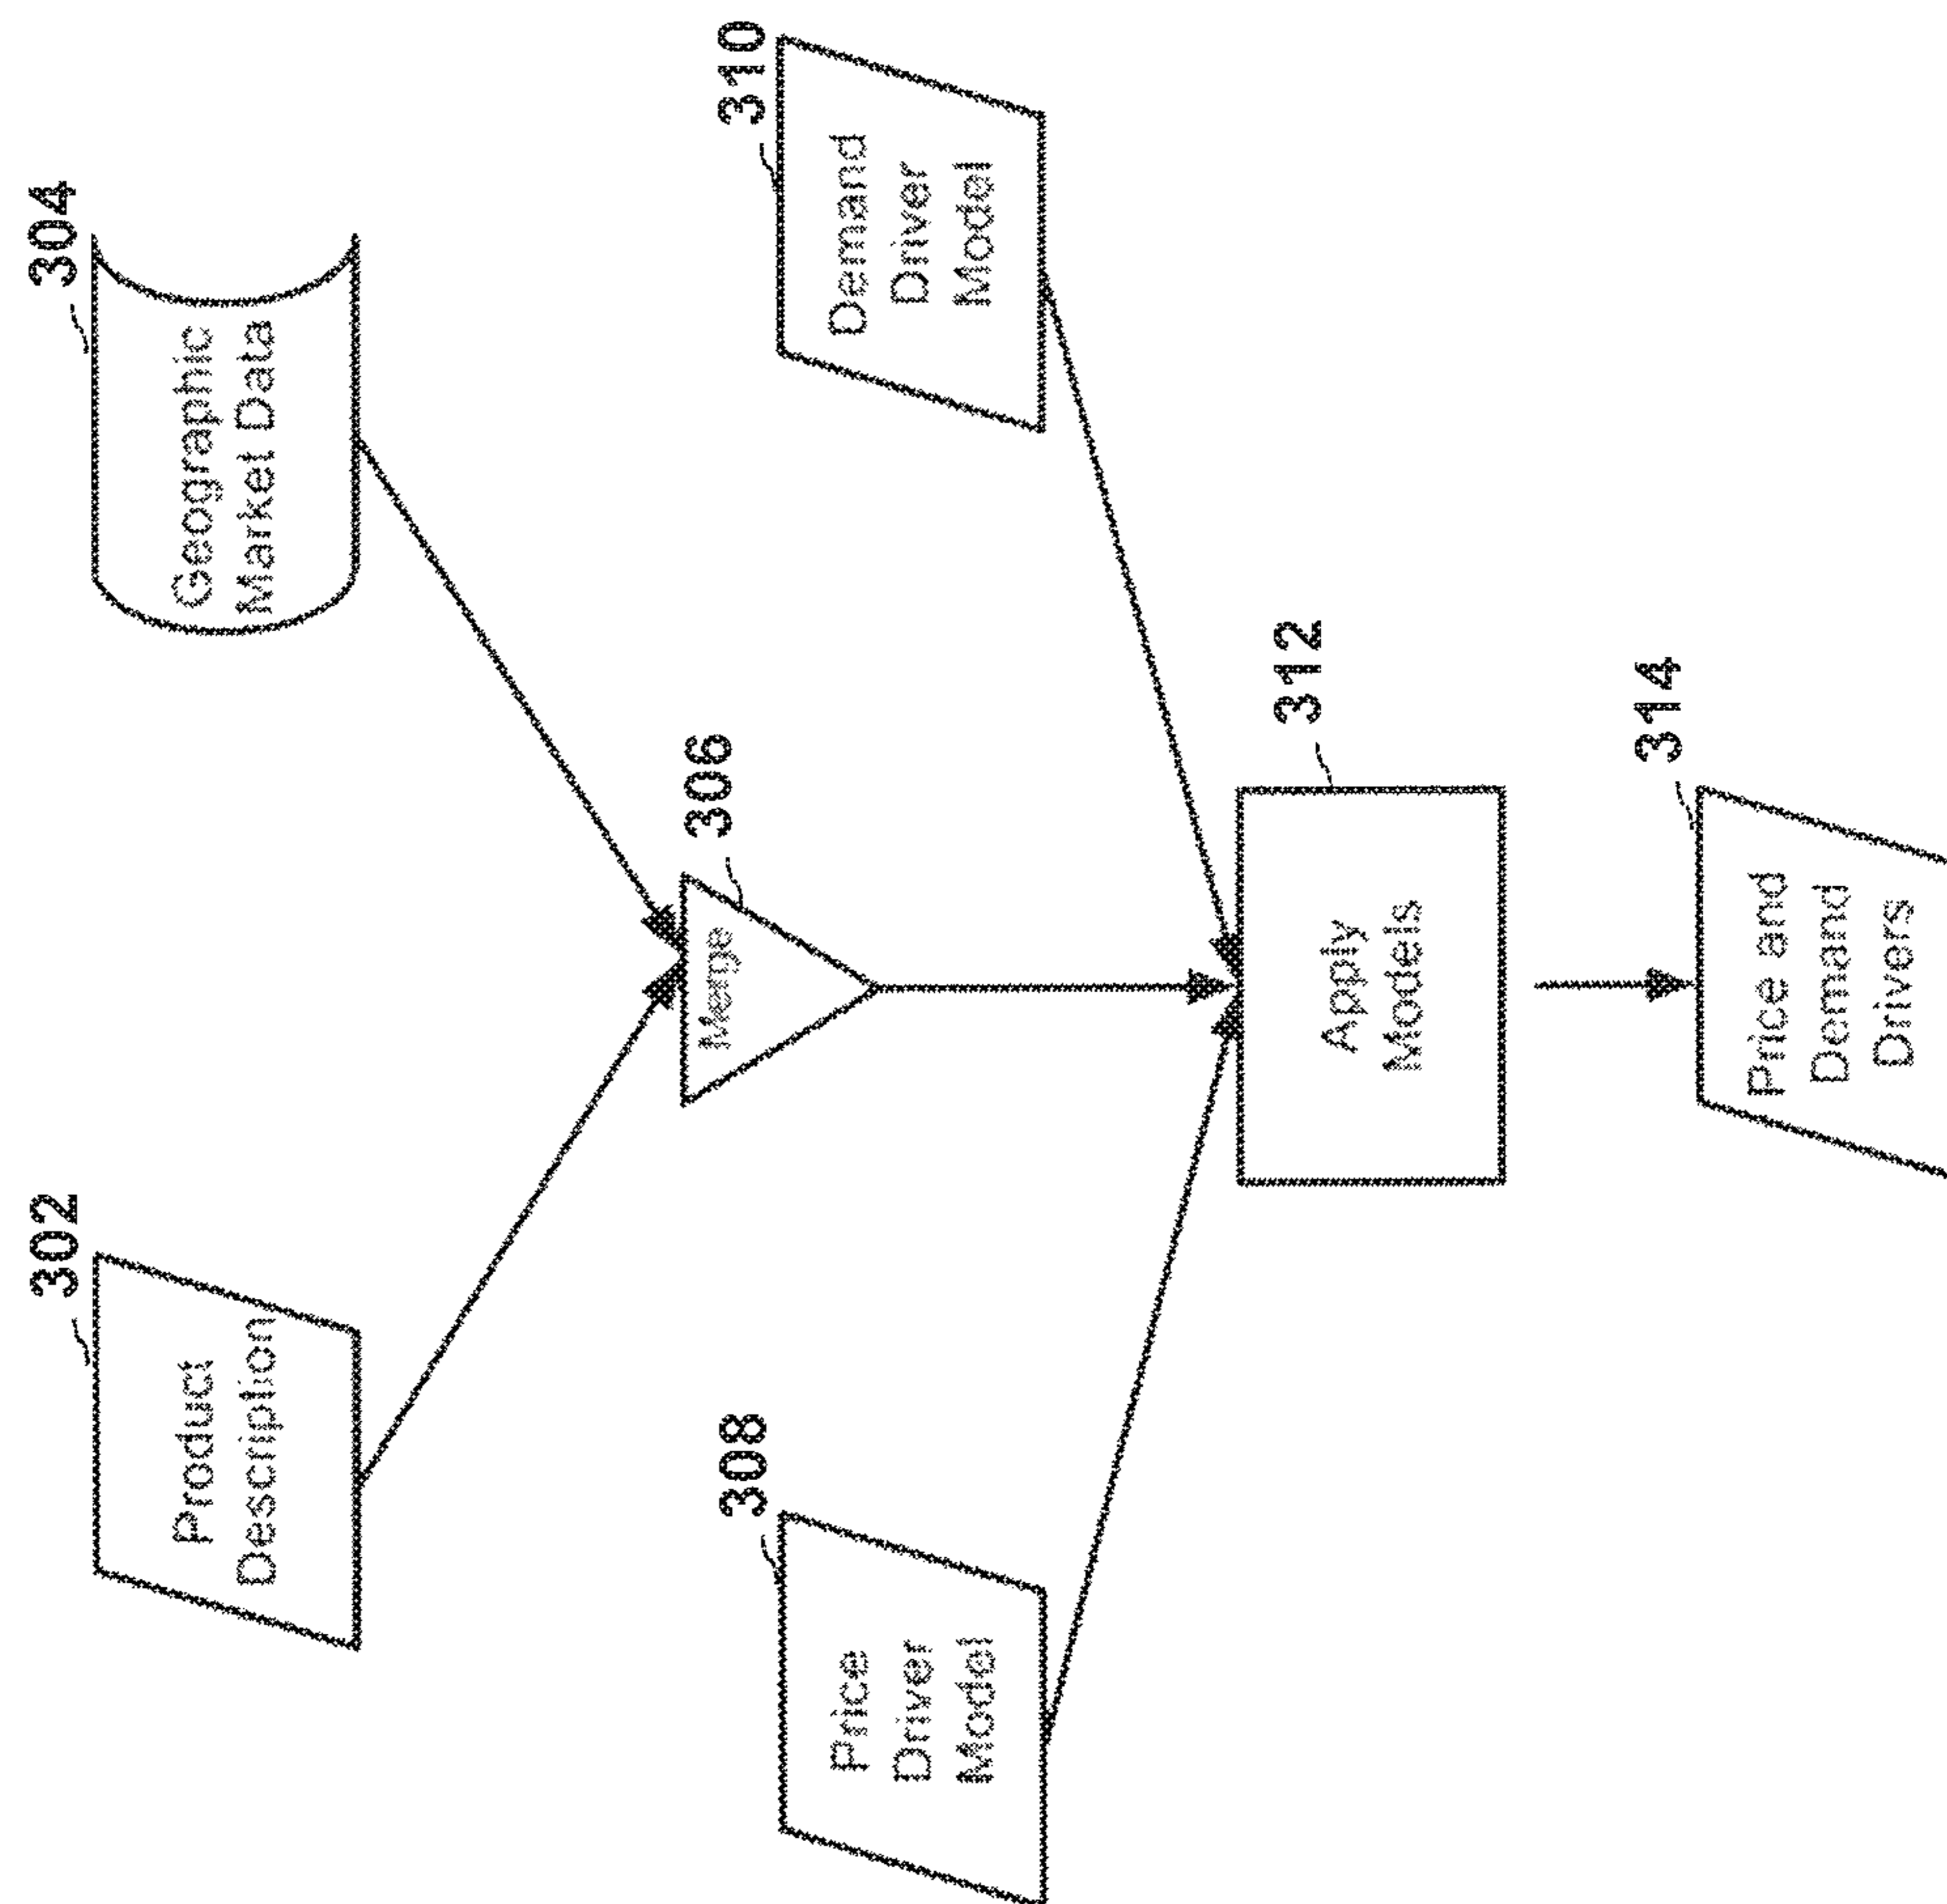 302
Product
Description
304
Geographic
Market Data
306
Merge
308
Price
Driver
Model
310
Demand
Driver
Model
312
Apply
Models
314
Price and
Demand
Drivers